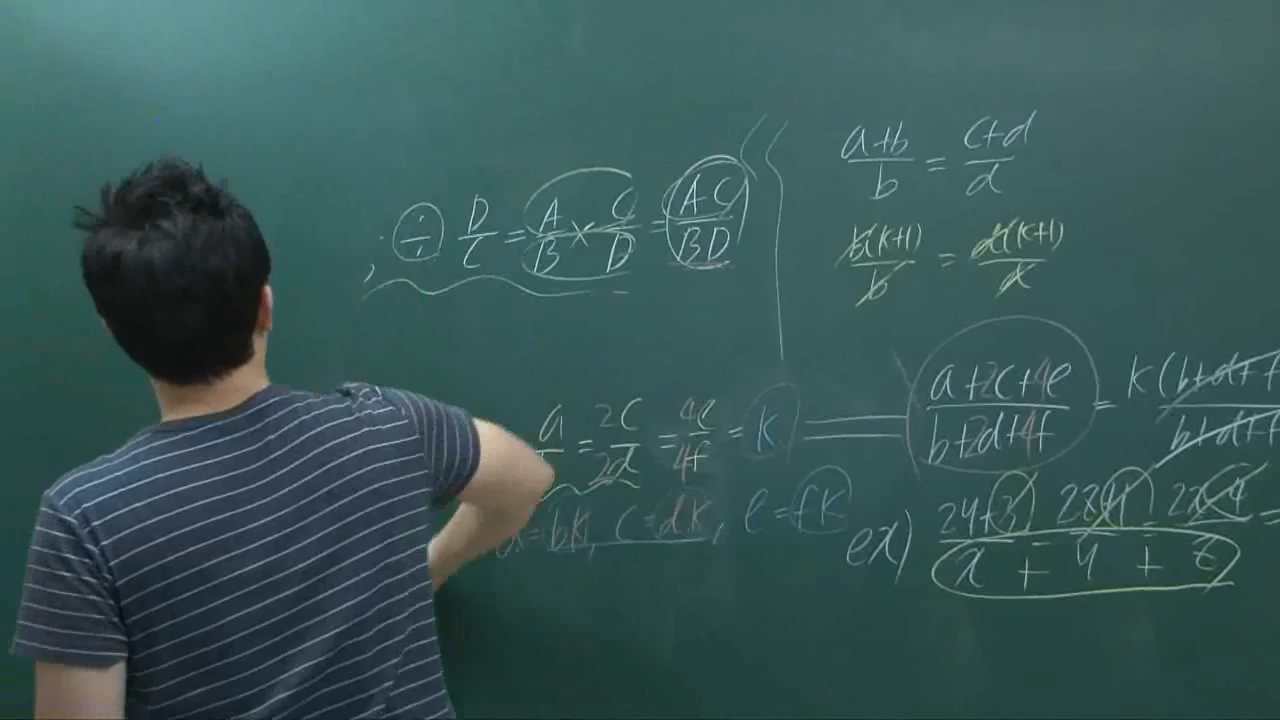 ÷ D/C = A/B × C/D = AC/BD
(a+b)/b = (c+d)/d
b(k+1)/b = d(k+1)/d
a = 2c/2d = 4e/4f = k = (a+2c+4e)/(b+2d+4f) = k(b+d+f
= bk, c = dk, e = fk
ex)
x + y + z